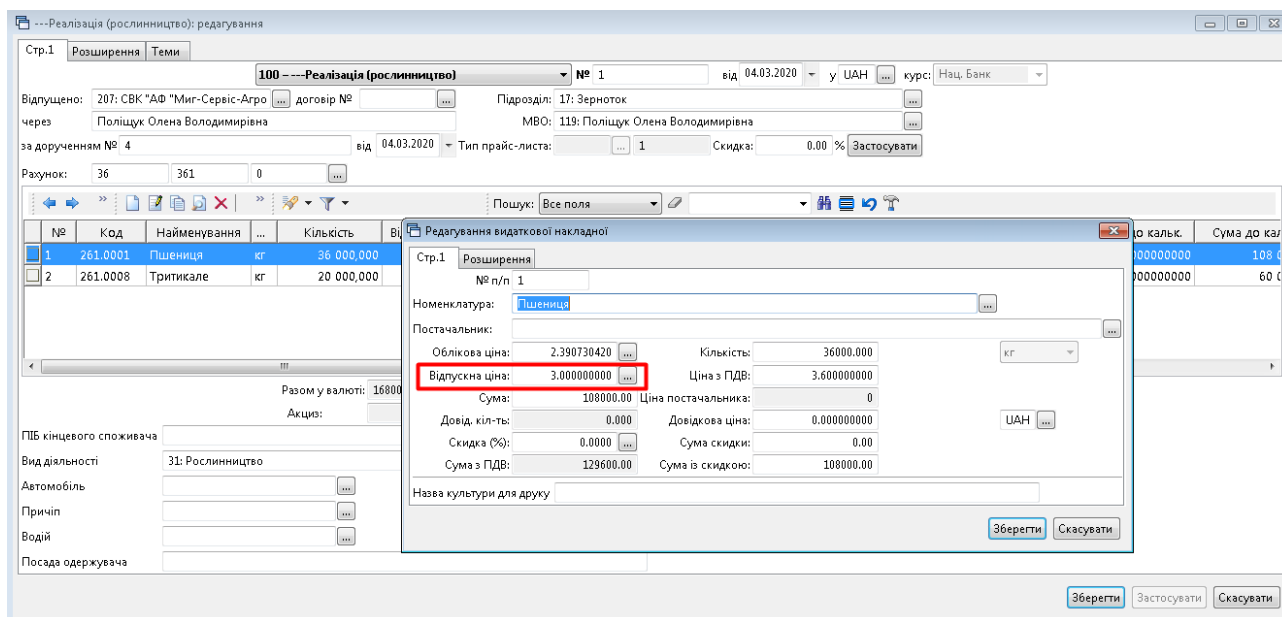 ---Реалізація (рослинництво): редагування
Стр.1 Розширення Теми
100 – ---Реалізація (рослинництво) № 1 від 04.03.2020 у UAH ... курс: Нац. Банк
Відпущено: 207: СВК "АФ "Миг-Сервіс-Агро ... договір № ... Підрозділ: 17: Зерноток ...
через Поліщук Олена Володимирівна МВО: 119: Поліщук Олена Володимирівна ...
за дорученням № 4 від 04.03.2020 Тип прайс-листа: ... 1 Скидка: 0.00 % Застосувати
Рахунок: 36 361 0 ...
Пошук: Все поля
№ Код Найменування ... Кількість Ві до кальк. Сума до кал
1 261.0001 Пшениця кг 36 000,000 000000000 108 0
2 261.0008 Тритикале кг 20 000,000 000000000 60 0
Редагування видаткової накладної
Стр.1 Розширення
№ п/п 1
Номенклатура: Пшениця ...
Постачальник: ...
Облікова ціна: 2.390730420 ... Кількість: 36000.000 кг
Відпускна ціна: 3.000000000 ... Ціна з ПДВ: 3.600000000
Сума: 108000.00 Ціна постачальника: 0
Довід. кіл-ть: 0.000 Довідкова ціна: 0.000000000 UAH ...
Скидка (%): 0.0000 ... Сума скидки: 0.00
Сума з ПДВ: 129600.00 Сума із скидкою: 108000.00
Назва культури для друку
Зберегти Скасувати
Разом у валюті: 16800
Акциз:
ПІБ кінцевого споживача
Вид діяльності 31: Рослинництво
Автомобіль ...
Причіп ...
Водій ...
Посада одержувача
Зберегти Застосувати Скасувати